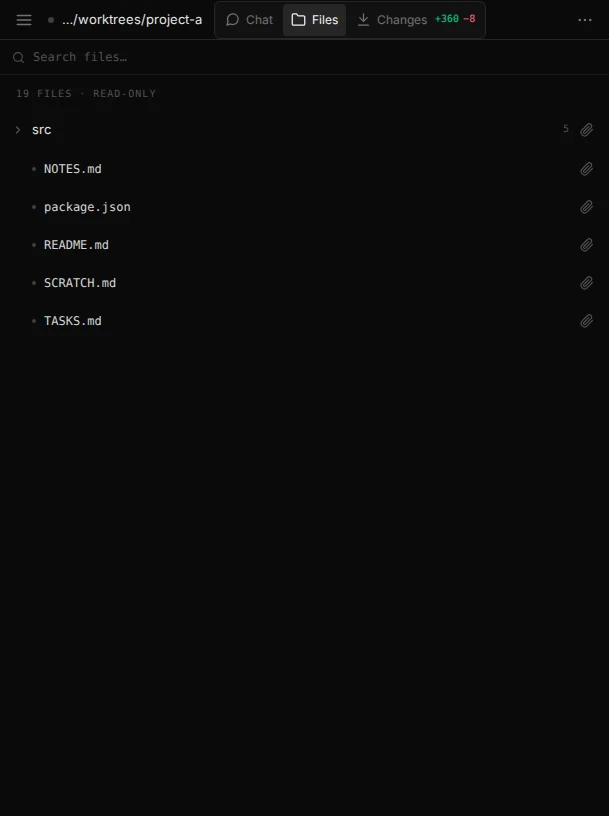 .../worktrees/project-a Chat Files Changes +360 −8
Search files…
19 FILES · READ-ONLY
src 5
NOTES.md
package.json
README.md
SCRATCH.md
TASKS.md